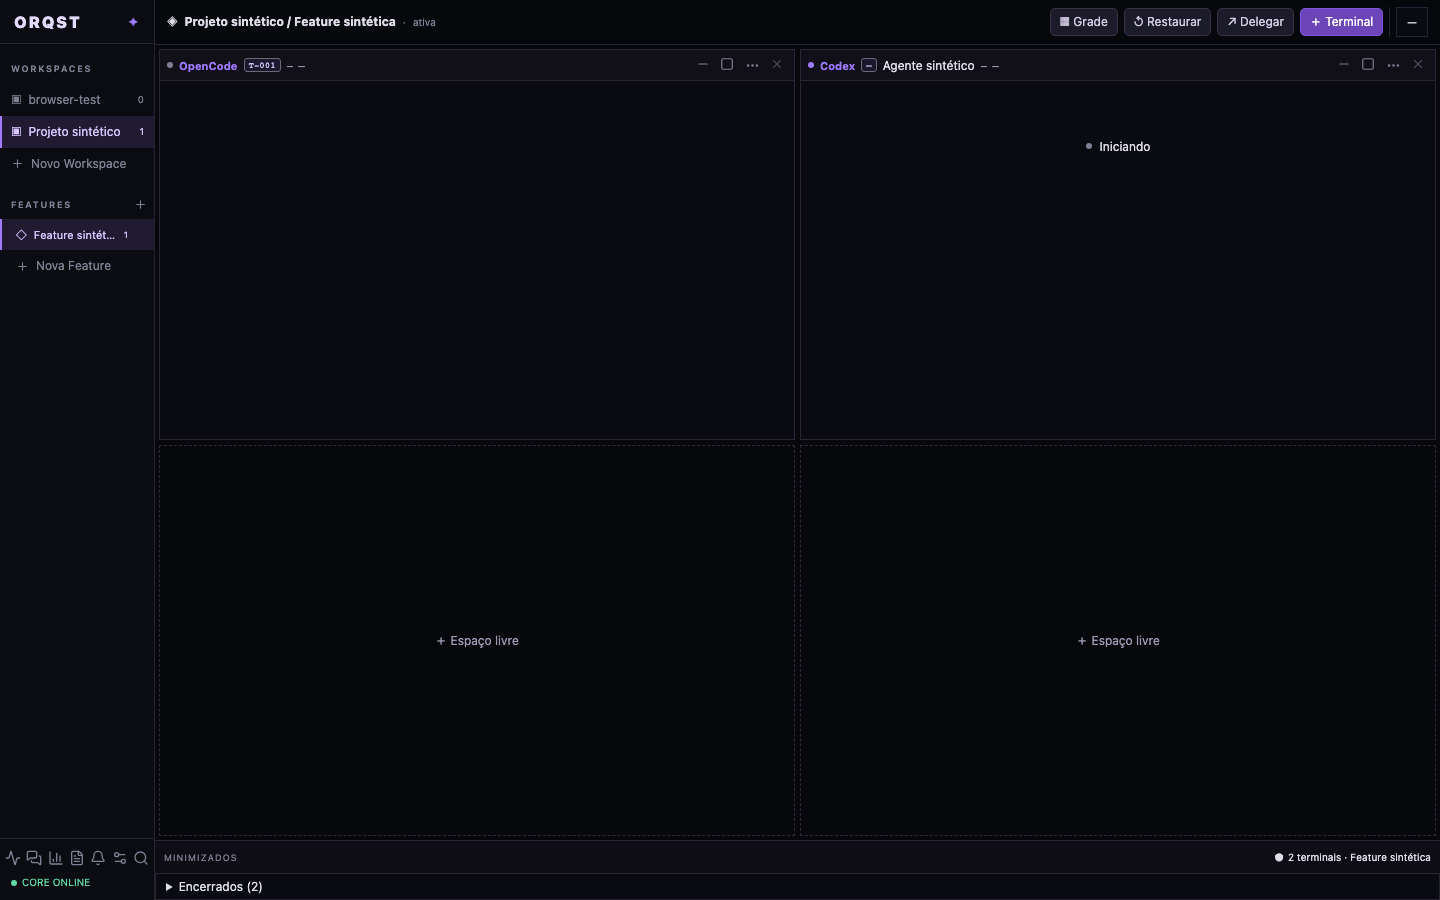 ORQST
Projeto sintético / Feature sintética · ativa
Grade
Restaurar
Delegar
+ Terminal
WORKSPACES
browser-test 0
Projeto sintético 1
+ Novo Workspace
FEATURES +
Feature sintét... 1
+ Nova Feature
OpenCode T-001 — —
Codex — Agente sintético — —
Iniciando
+ Espaço livre
+ Espaço livre
MINIMIZADOS
2 terminais · Feature sintética
Encerrados (2)
CORE ONLINE